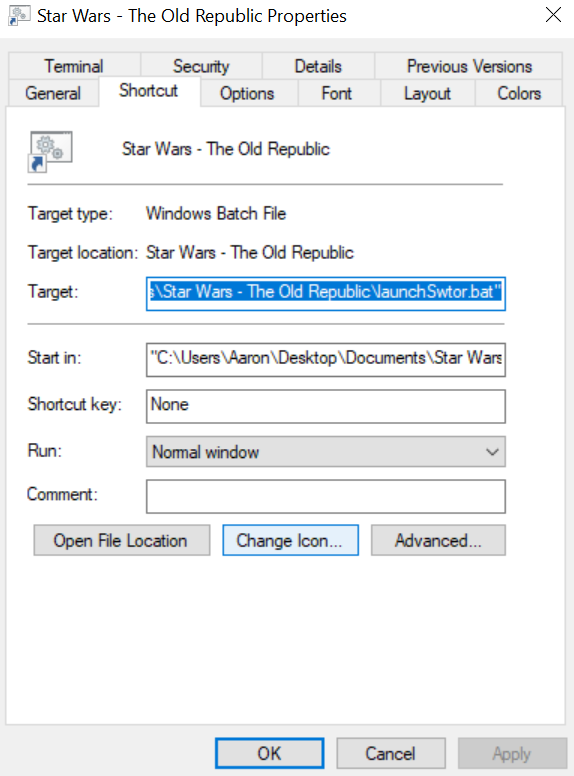 Star Wars - The Old Republic Properties
Terminal Security Details Previous Versions
General Shortcut Options Font Layout Colors
Star Wars - The Old Republic
Target type: Windows Batch File
Target location: Star Wars - The Old Republic
Target: s\Star Wars - The Old Republic\launchSwtor.bat"
Start in: "C:\Users\Aaron\Desktop\Documents\Star Wars
Shortcut key: None
Run: Normal window
Comment:
Open File Location Change Icon... Advanced...
OK Cancel Apply